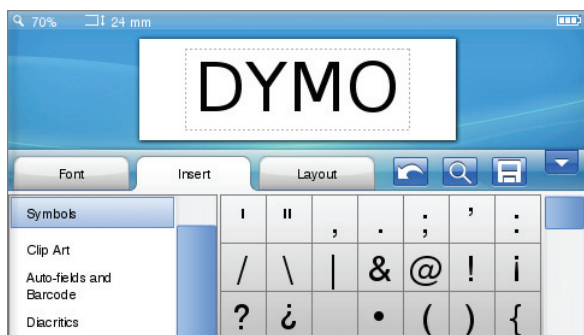 70% 24 mm
DYMO
Font Insert Layout
Symbols
Clip Art
Auto-fields and
Barcode
Diacritics
' " , . ; ’ :
/ \ | & @ ! ¡
? ¿ • ( ) {